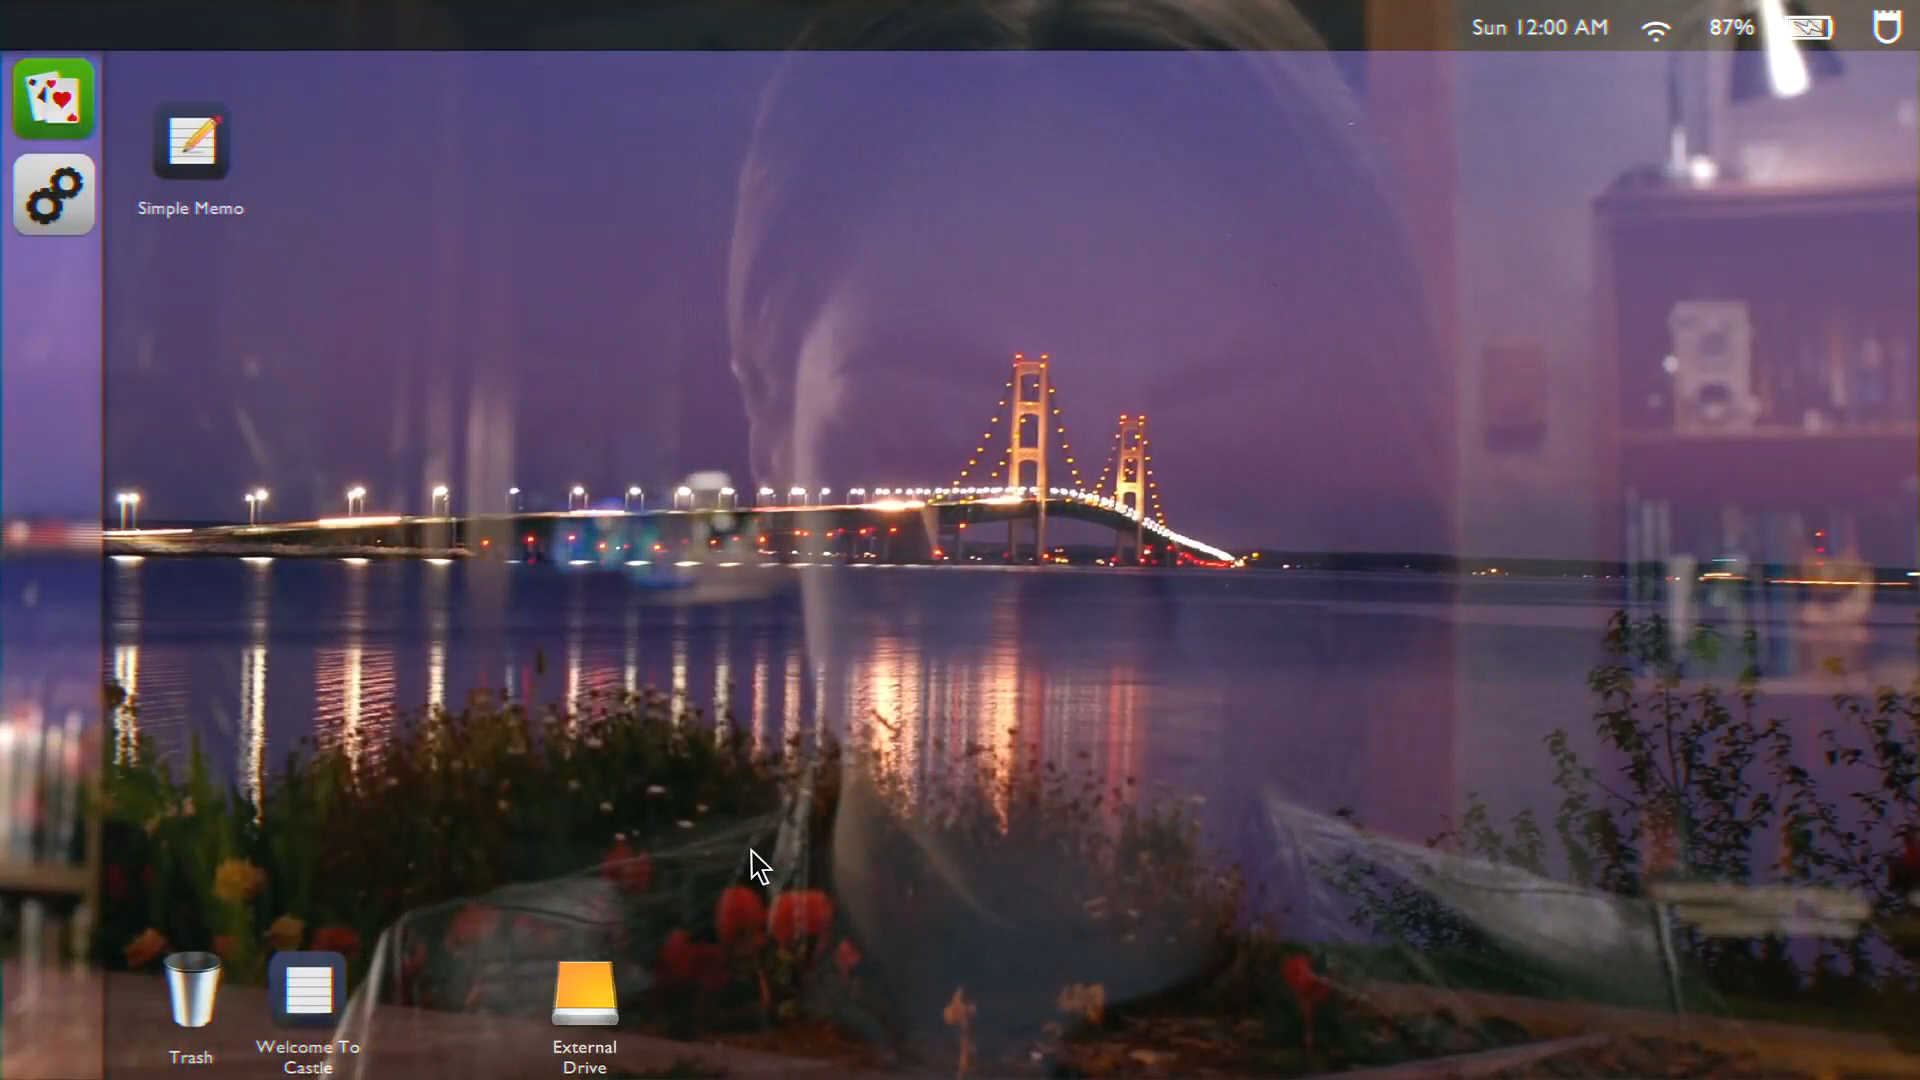 Sun 12:00 AM
87%
Simple Memo
Trash
Welcome To
Castle
External
Drive